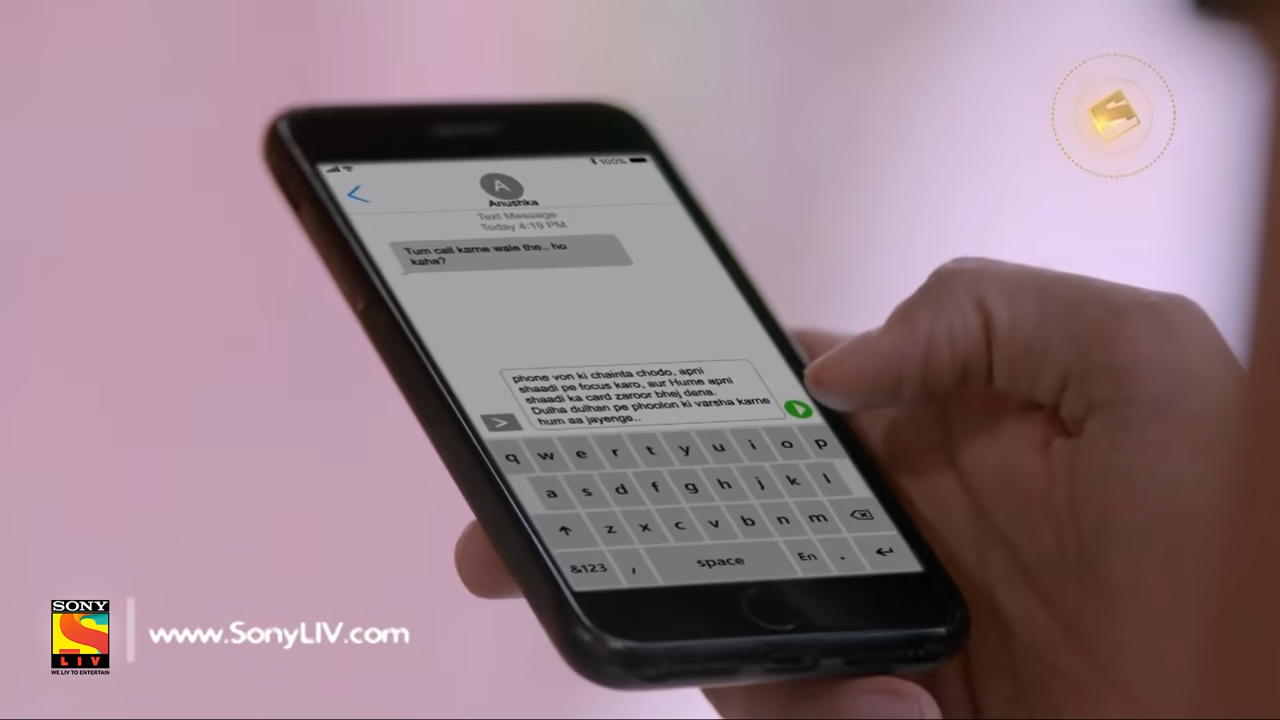 100%
A
Anushka
Text Message
Today 4:19 PM
Tum call karne wale the.. ho
kaha?
phone von ki chainta chodo, apni
shaadi pe focus karo, aur Hume apni
shaadi ka card zaroor bhej dena.
Dulha dulhan pe phoolon ki varsha karne
hum aa jayenge..
q w e r t y u i o p
a s d f g h j k l
z x c v b n m
&123 , space En .
SONY
S
LIV
WE LIV TO ENTERTAIN
www.SonyLIV.com